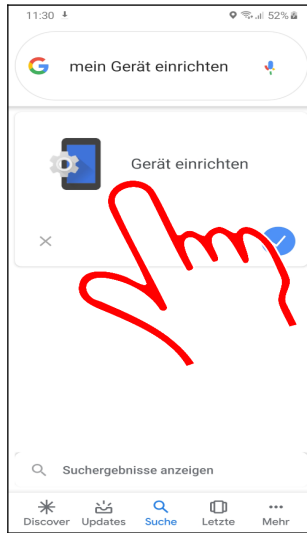 11:30
52%
mein Gerät einrichten
Gerät einrichten
Suchergebnisse anzeigen
Discover Updates Suche Letzte Mehr